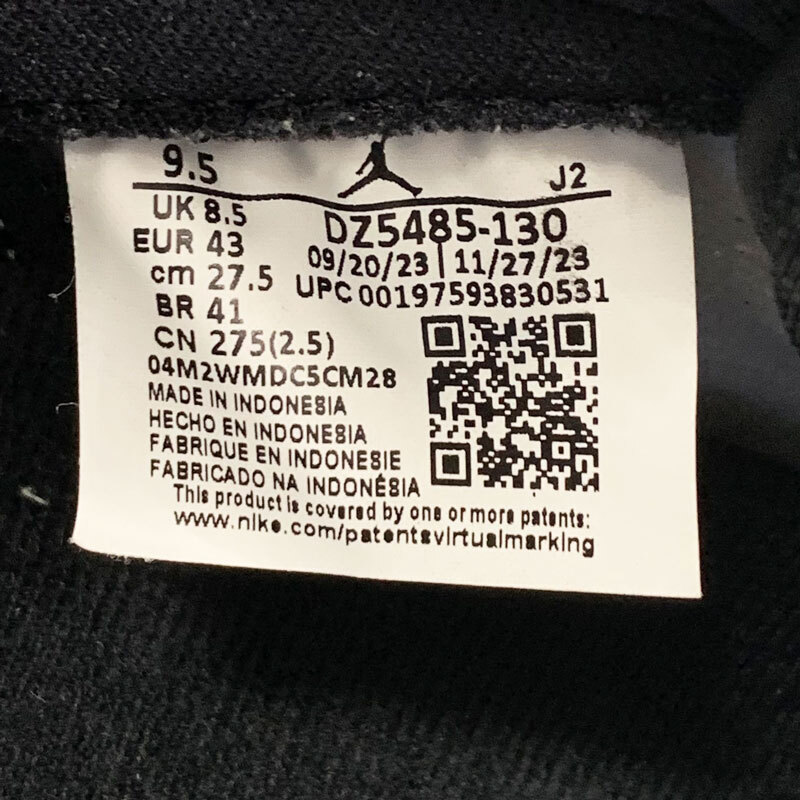 9.5
J2
UK 8.5
DZ5485-130
EUR 43
09/20/23 | 11/27/23
cm 27.5
UPC 00197593830531
BR 41
CN 275(2.5)
04M2WMDC5CM28
MADE IN INDONESIA
HECHO EN INDONESIA
FABRIQUE EN INDONESIE
FABRICADO NA INDONÉSIA
This product is covered by one or more patents:
www.nike.com/patentsvirtualmarking